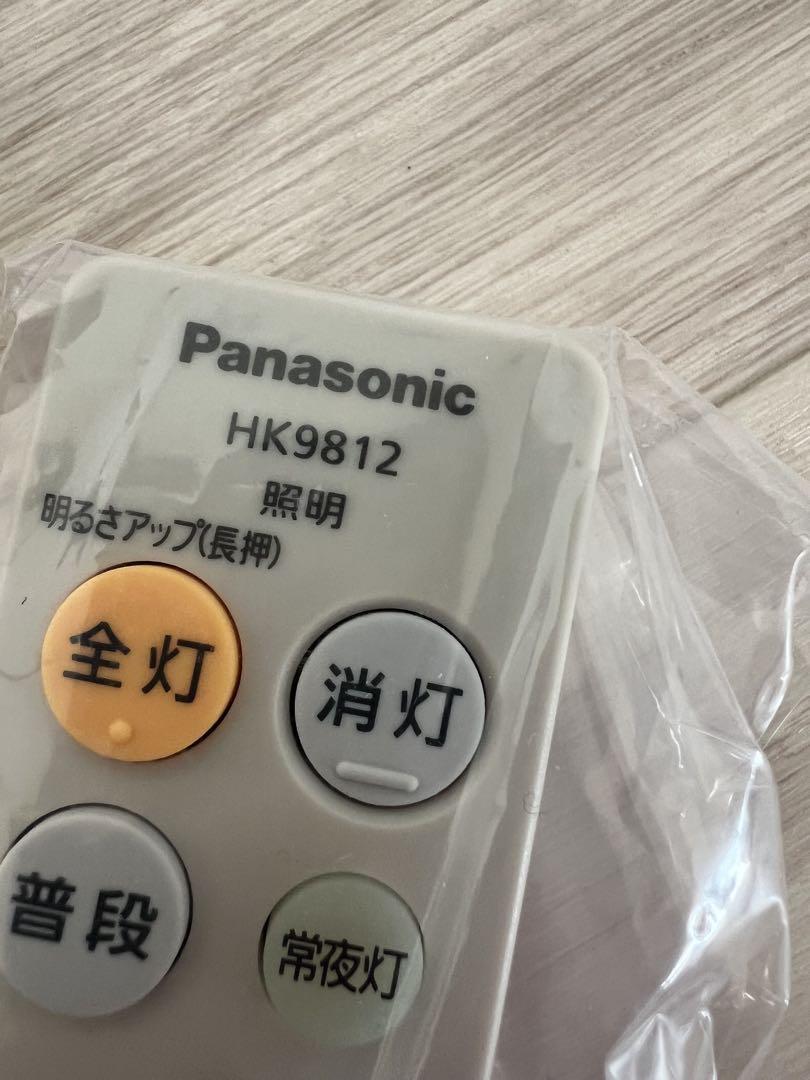 Panasonic
HK9812
照明
明るさアップ(長押)
全灯
消灯
普段
常夜灯